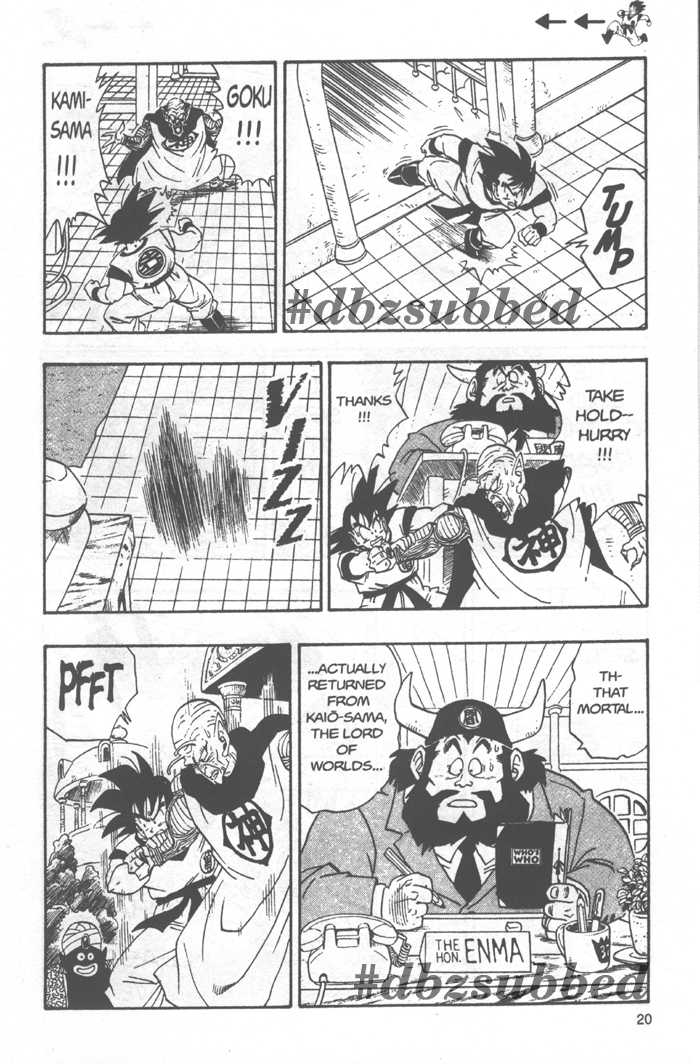 TUMP
#dbzsubbed
GOKU
!!!
KAMI-
SAMA
!!!
TAKE
HOLD--
HURRY
!!!
THANKS
!!!
神
VIZZ
TH-
THAT
MORTAL...
...ACTUALLY
RETURNED
FROM
KAIŌ-SAMA,
THE LORD
OF
WORLDS...
WHO'S
WHO
THE
HON. ENMA
#dbzsubbed
PFFT
神
20